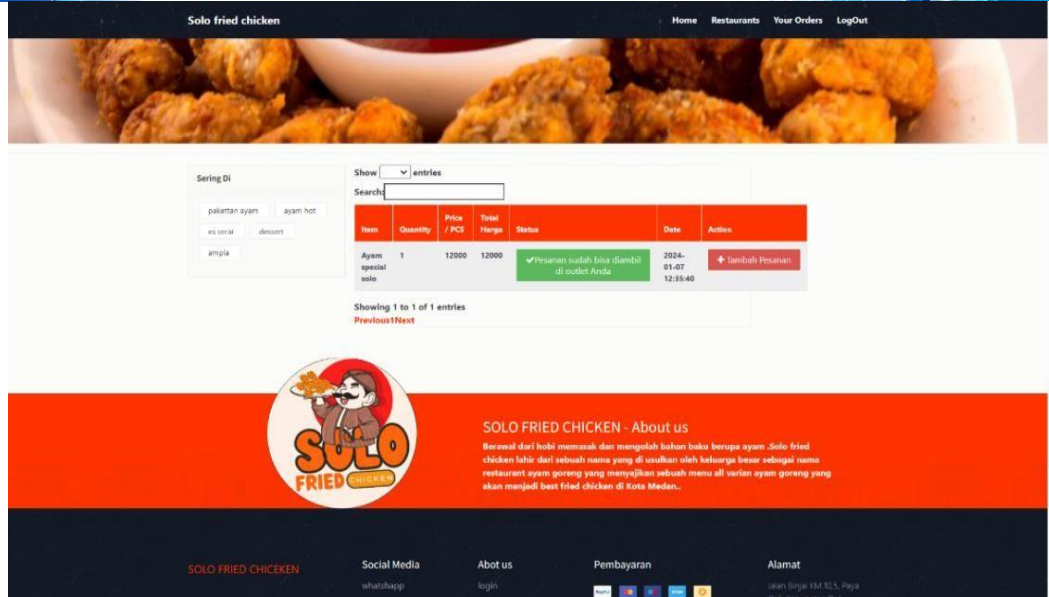 Solo fried chicken
Home Restaurants Your Orders LogOut
Sering Di
pakettan ayam ayam hot
es serai dessert
ampla
Show entries
Search:
Item Quantity Price / PCS Total Harga Status Date Action
Ayam special solo 1 12000 12000 ✔Pesanan sudah bisa diambil di outlet Anda 2024-01-07 12:35:40 + Tambah Pesanan
Showing 1 to 1 of 1 entries
Previous1Next
SOLO
FRIED CHICKEN
SOLO FRIED CHICKEN - About us
Berawal dari hobi memasak dan mengolah bahan baku berupa ayam .Solo fried
chicken lahir dari sebuah nama yang di usulkan oleh keluarga besar sebagai nama
restaurant ayam goreng yang menyajikan sebuah menu all varian ayam goreng yang
akan menjadi best fried chicken di Kota Medan..
SOLO FRIED CHICEKEN
Social Media
whatshapp
Abot us
login
Pembayaran
Alamat
Jalan Binjai KM 10,5, Paya